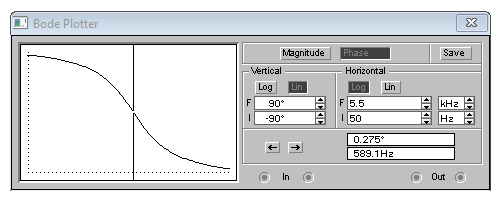 Bode Plotter
Magnitude Phase Save
Vertical Horizontal
Log Lin Log Lin
F 90° F 5.5 kHz
I -90° I 50 Hz
← → 0.275°
589.1Hz
In Out